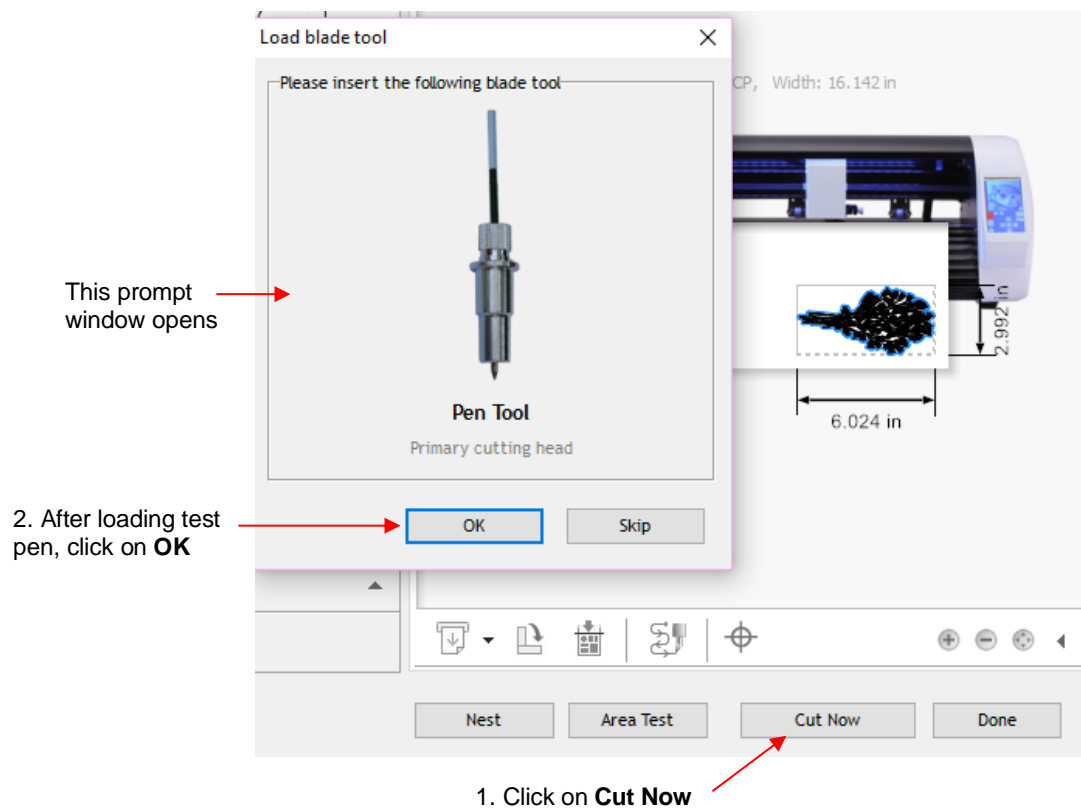 Load blade tool
Please insert the following blade tool
CP, Width: 16.142 in
This prompt
window opens
2.992 in
Pen Tool
6.024 in
Primary cutting head
2. After loading test
pen, click on OK
OK
Skip
Nest
Area Test
Cut Now
Done
1. Click on Cut Now